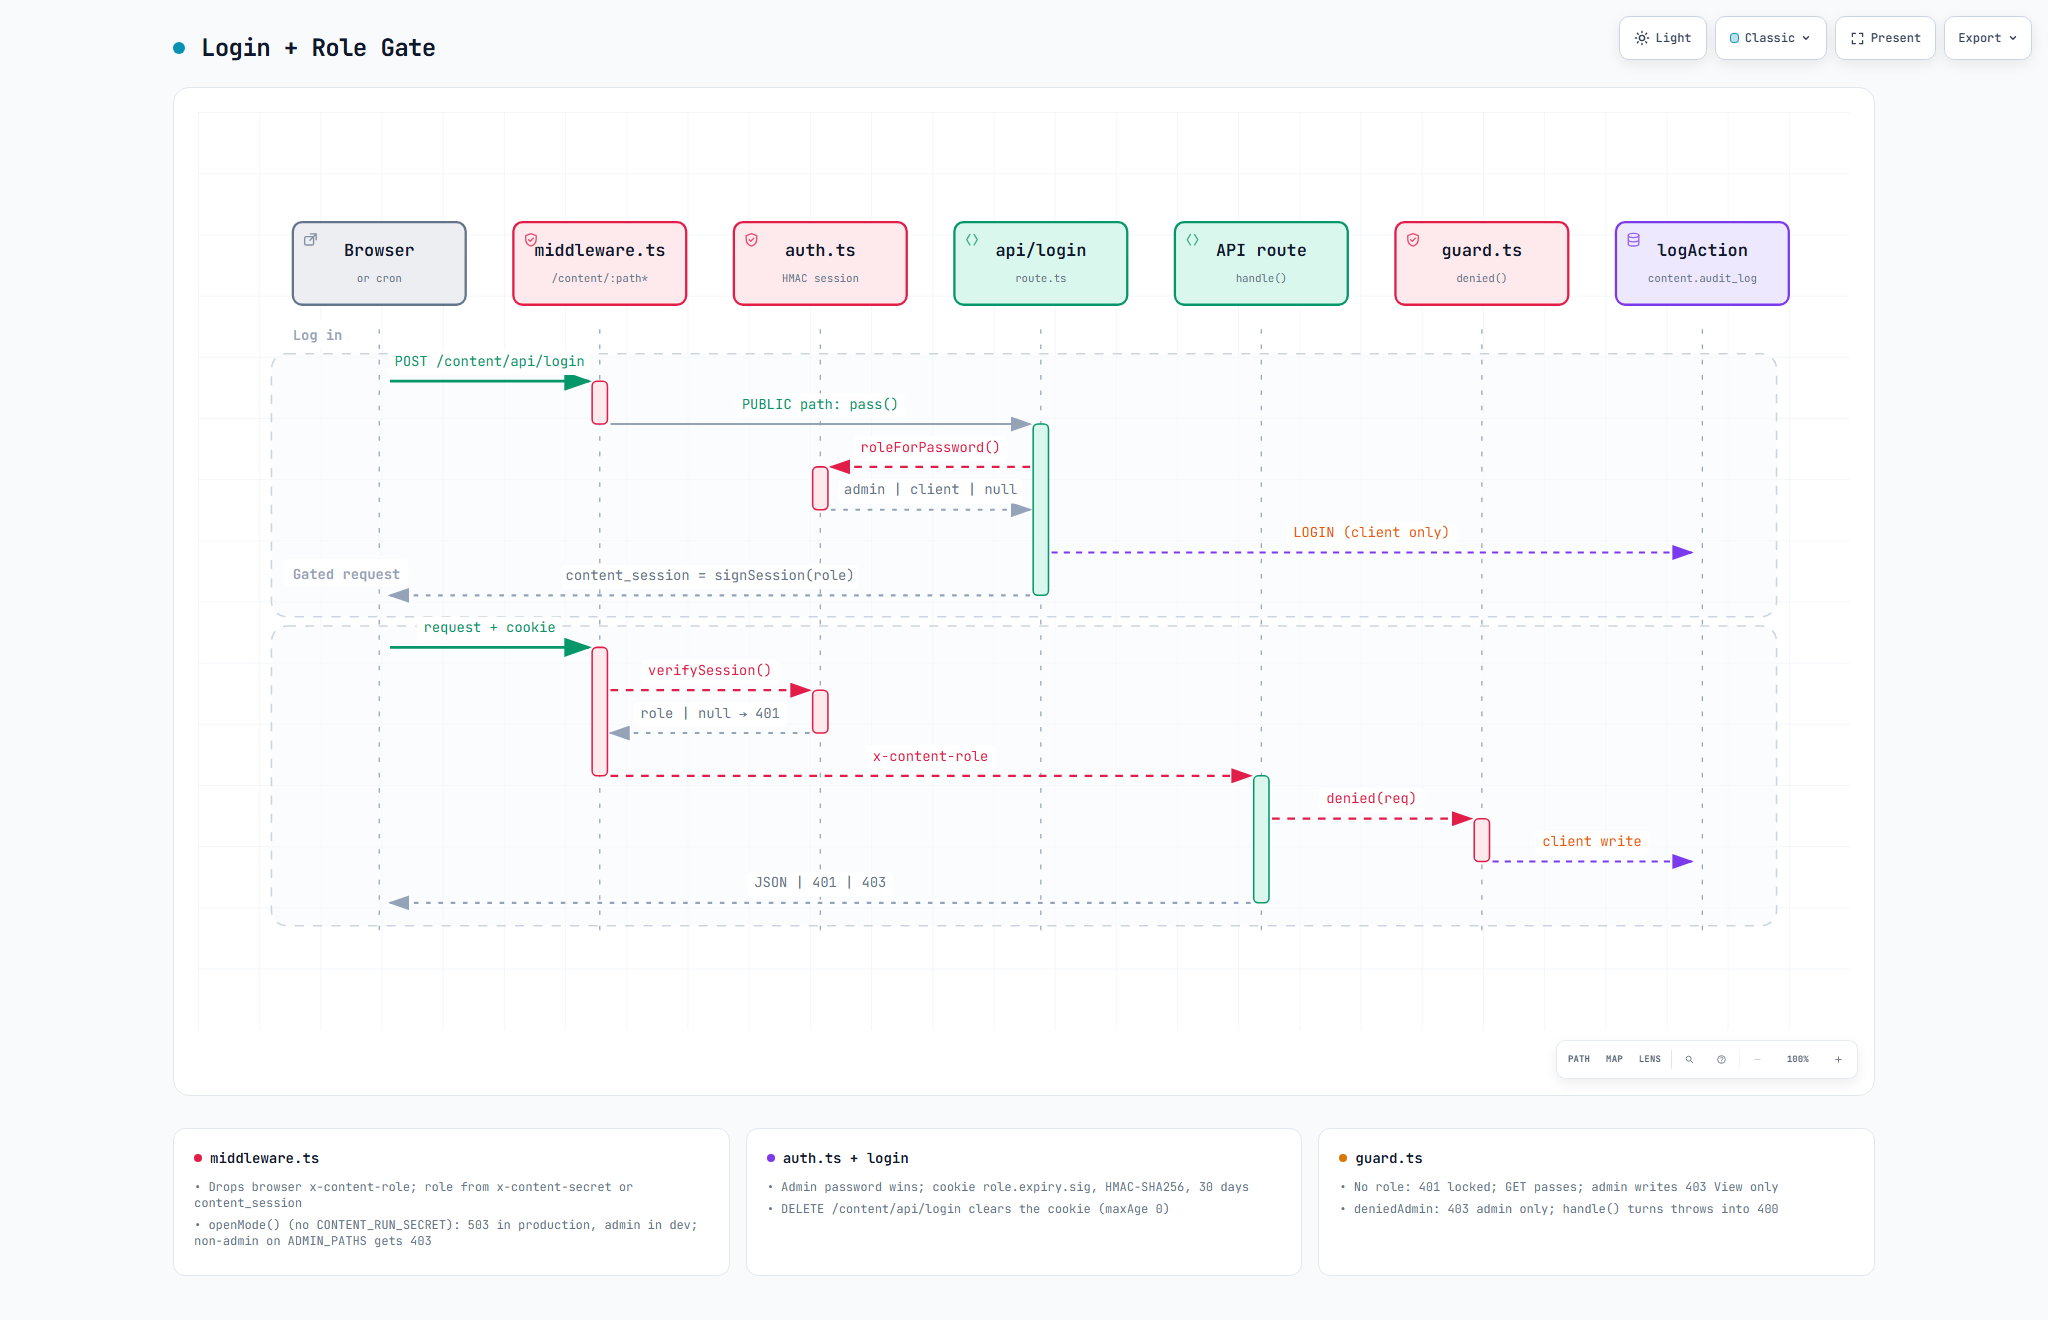 Login + Role Gate
Light
Classic
Present
Export
Browser
or cron
middleware.ts
/content/:path*
auth.ts
HMAC session
api/login
route.ts
API route
handle()
guard.ts
denied()
logAction
content.audit_log
Log in
POST /content/api/login
PUBLIC path: pass()
roleForPassword()
admin | client | null
LOGIN (client only)
Gated request
content_session = signSession(role)
request + cookie
verifySession()
role | null → 401
x-content-role
denied(req)
client write
JSON | 401 | 403
PATH MAP LENS − 100% +
middleware.ts
• Drops browser x-content-role; role from x-content-secret or
content_session
• openMode() (no CONTENT_RUN_SECRET): 503 in production, admin in dev;
non-admin on ADMIN_PATHS gets 403
auth.ts + login
• Admin password wins; cookie role.expiry.sig, HMAC-SHA256, 30 days
• DELETE /content/api/login clears the cookie (maxAge 0)
guard.ts
• No role: 401 locked; GET passes; admin writes 403 View only
• deniedAdmin: 403 admin only; handle() turns throws into 400